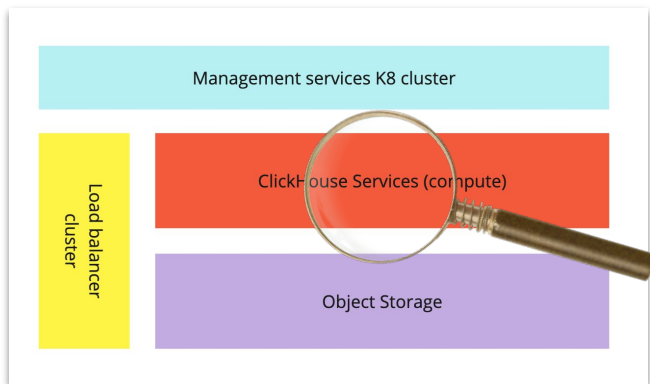 Management services K8 cluster
Load balancer
cluster
ClickHouse Services (compute)
Object Storage